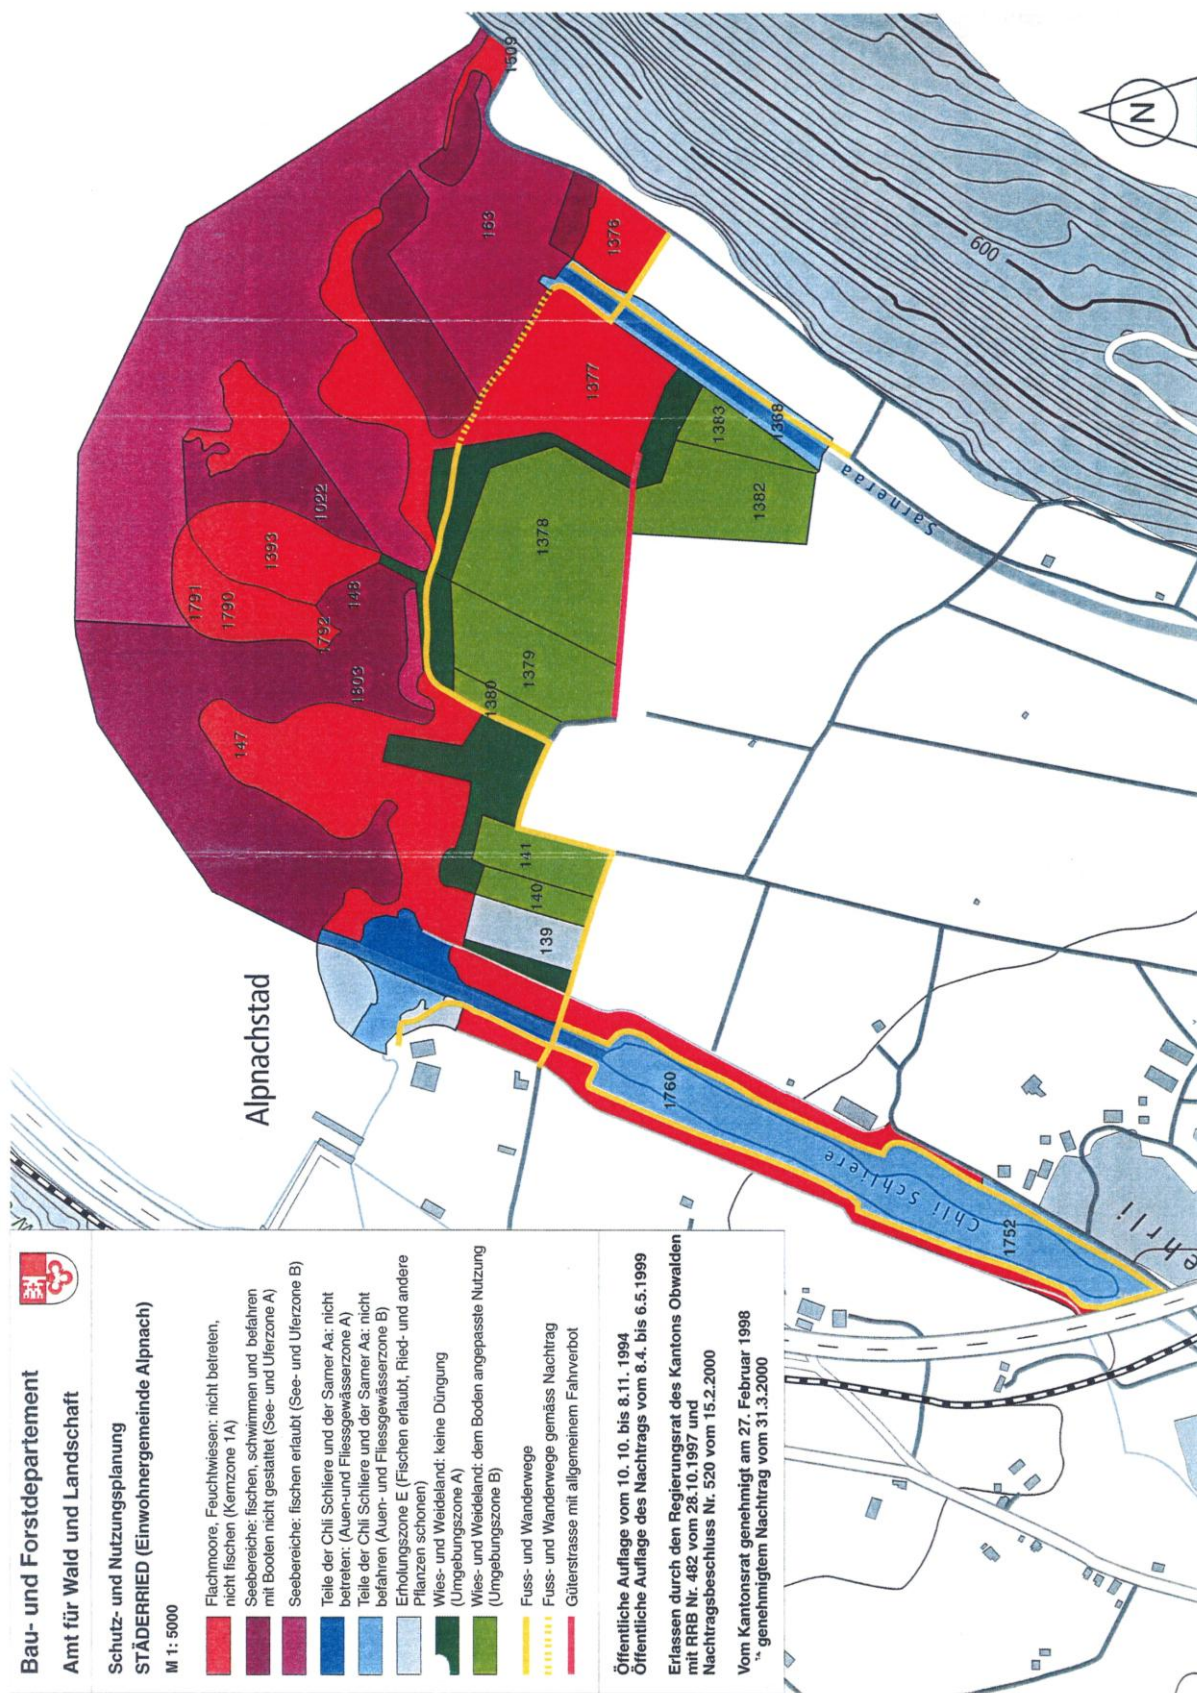 Bau- und Forstdepartement
Amt für Wald und Landschaft
Schutz- und Nutzungsplanung
STÄDERRIED (Einwohnergemeinde Alpnach)
M 1: 5000
Flachmoore, Feuchtwiesen: nicht betreten,
nicht fischen (Kernzone 1A)
Seebereiche: fischen, schwimmen und befahren
mit Booten nicht gestattet (See- und Uferzone A)
Seebereiche: fischen erlaubt (See- und Uferzone B)
Teile der Chli Schliere und der Sarner Aa: nicht
betreten: (Auen-und Fliessgewässerzone A)
Teile der Chli Schliere und der Sarner Aa: nicht
befahren (Auen- und Fliessgewässerzone B)
Erholungszone E (Fischen erlaubt, Ried- und andere
Pflanzen schonen)
Wies- und Weideland: keine Düngung
(Umgebungszone A)
Wies- und Weideland: dem Boden angepasste Nutzung
(Umgebungszone B)
Fuss- und Wanderwege
Fuss- und Wanderwege gemäss Nachtrag
Güterstrasse mit allgemeinem Fahrverbot
Öffentliche Auflage vom 10. 10. bis 8.11. 1994
Öffentliche Auflage des Nachtrags vom 8.4. bis 6.5.1999
Erlassen durch den Regierungsrat des Kantons Obwalden
mit RRB Nr. 482 vom 28.10.1997 und
Nachtragsbeschluss Nr. 520 vom 15.2.2000
Vom Kantonsrat genehmigt am 27. Februar 1998
genehmigtem Nachtrag vom 31.3.2000
Alpnachstad
147
1803
1792
148
1791
1790
1393
1022
163
1509
1376
1377
1378
1379
1380
1383
1382
1368
Sarneraa
141
140
139
1760
Chli Schliere
1752
ehrli
600
N